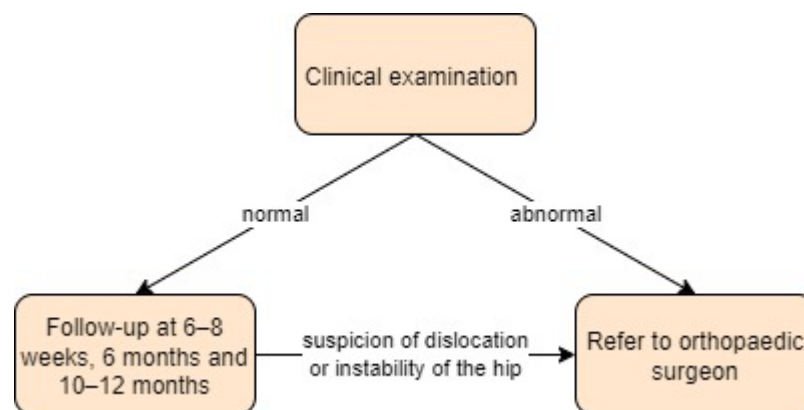 Clinical examination
normal
abnormal
Follow-up at 6–8
weeks, 6 months and
10–12 months
suspicion of dislocation
or instability of the hip
Refer to orthopaedic
surgeon